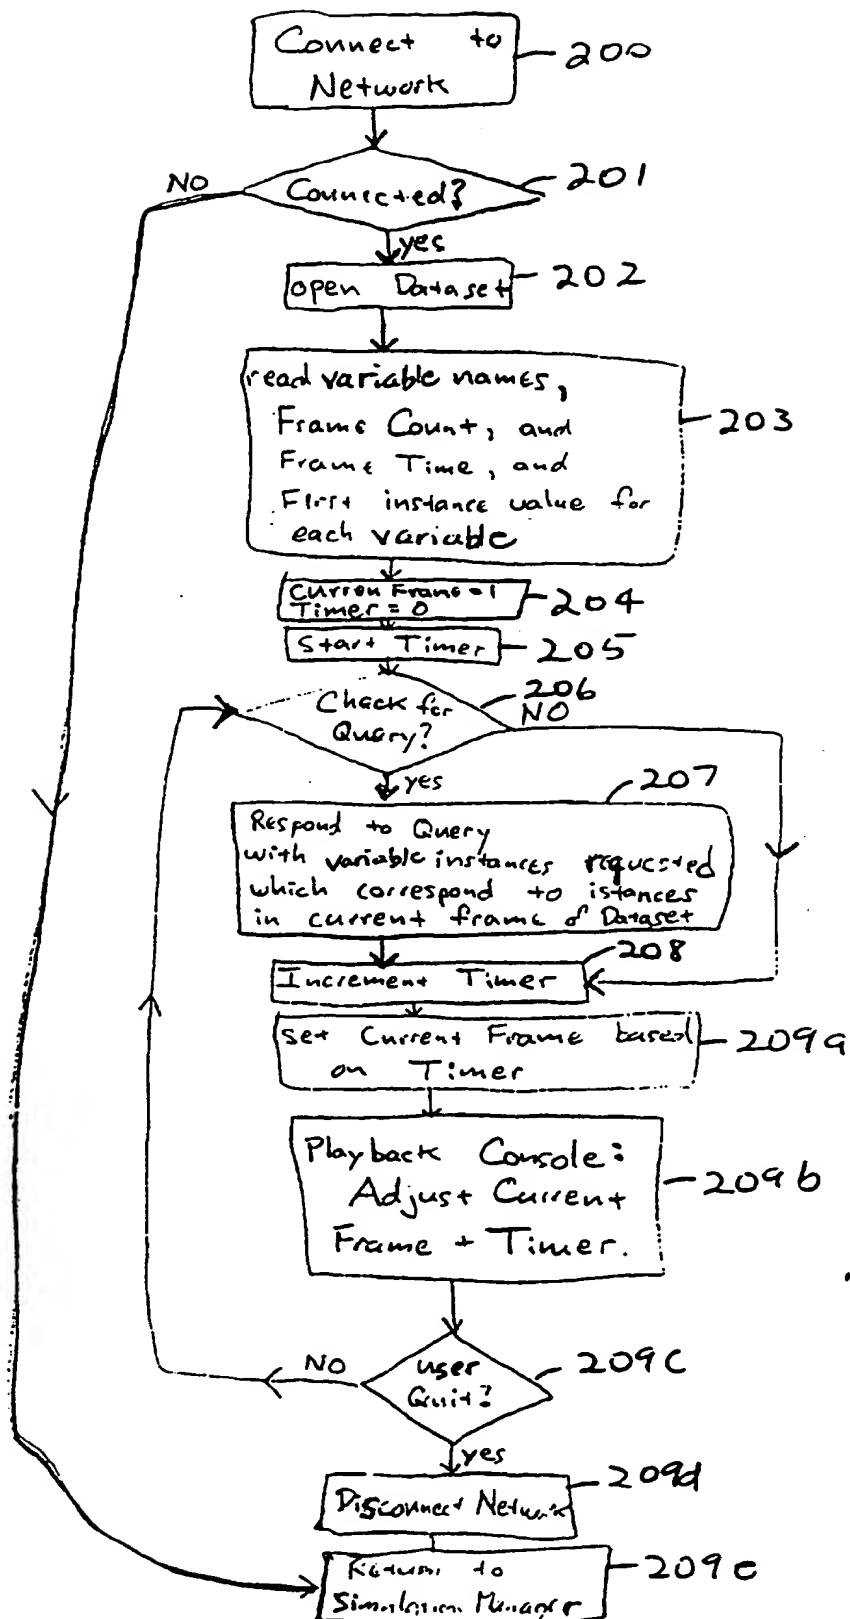 Connect to
Network
200
NO
Connected?
201
yes
open Dataset
202
read variable names,
Frame Count, and
Frame Time, and
First instance value for
each variable
203
Curren Frame = 1
Timer = 0
204
Start Timer
205
Check for
Query?
206
NO
yes
207
Respond to Query
with variable instances requested
which correspond to istances
in current frame of Dataset
208
Increment Timer
set Current Frame based
on Timer
209a
Playback Console:
Adjust Current
Frame + Timer.
209b
NO
user
Quit?
209c
yes
Disconnect Network
209d
Return to
Simulation Manager
209e